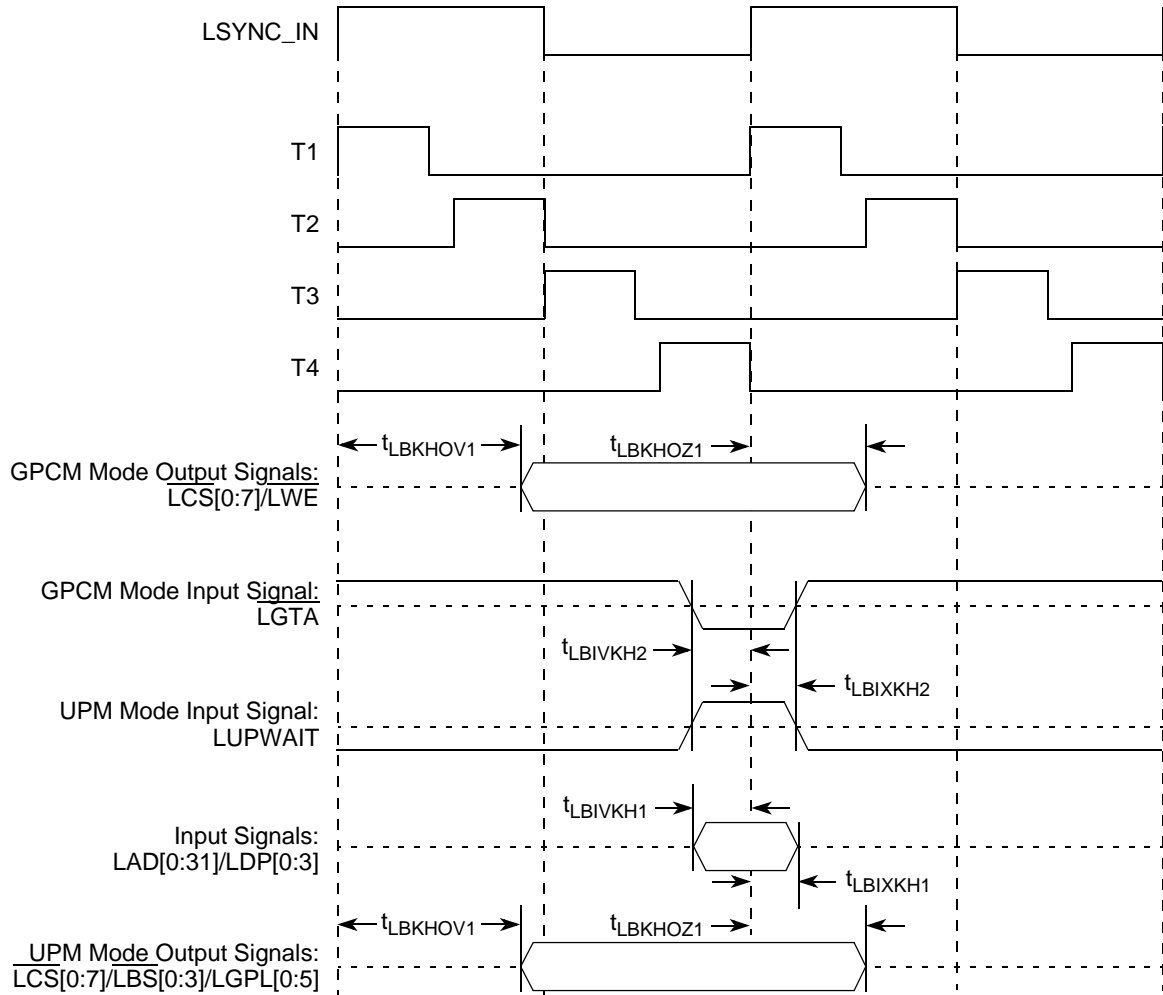 LSYNC_IN
T1
T2
T3
T4
tLBKHOV1
tLBKHOZ1
GPCM Mode Output Signals:
LCS[0:7]/LWE
GPCM Mode Input Signal:
LGTA
tLBIVKH2
tLBIXKH2
UPM Mode Input Signal:
LUPWAIT
tLBIVKH1
Input Signals:
LAD[0:31]/LDP[0:3]
tLBIXKH1
tLBKHOV1
tLBKHOZ1
UPM Mode Output Signals:
LCS[0:7]/LBS[0:3]/LGPL[0:5]